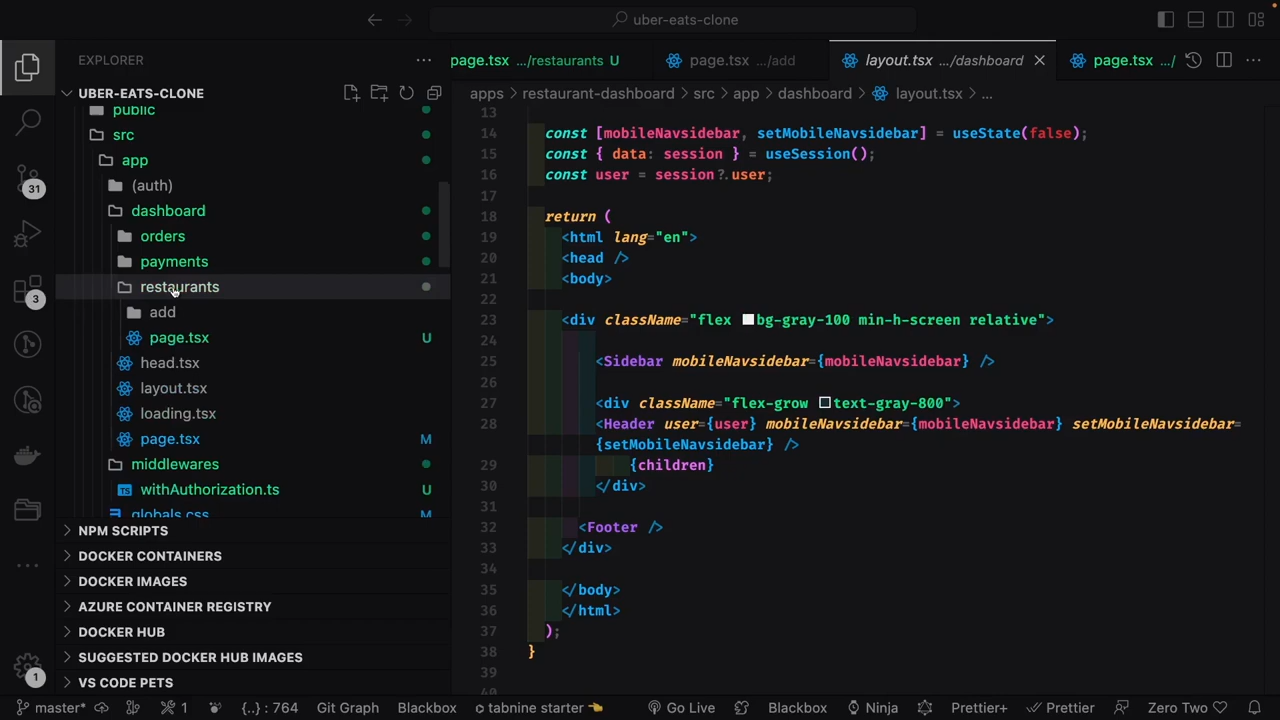 uber-eats-clone
EXPLORER
page.tsx .../restaurants U
page.tsx .../add
layout.tsx .../dashboard
page.tsx .../
UBER-EATS-CLONE
apps > restaurant-dashboard > src > app > dashboard > layout.tsx > ...
public
src
app
(auth)
dashboard
orders
payments
restaurants
add
page.tsx U
head.tsx
layout.tsx
loading.tsx
page.tsx M
middlewares
withAuthorization.ts U
globals.css M
NPM SCRIPTS
DOCKER CONTAINERS
DOCKER IMAGES
AZURE CONTAINER REGISTRY
DOCKER HUB
SUGGESTED DOCKER HUB IMAGES
VS CODE PETS
31
3
1
13
14 const [mobileNavsidebar, setMobileNavsidebar] = useState(false);
15 const { data: session } = useSession();
16 const user = session?.user;
17
18 return (
19 <html lang="en">
20 <head />
21 <body>
22
23 <div className="flex bg-gray-100 min-h-screen relative">
24
25 <Sidebar mobileNavsidebar={mobileNavsidebar} />
26
27 <div className="flex-grow text-gray-800">
28 <Header user={user} mobileNavsidebar={mobileNavsidebar} setMobileNavsidebar=
{setMobileNavsidebar} />
29 {children}
30 </div>
31
32 <Footer />
33 </div>
34
35 </body>
36 </html>
37 );
38 }
39
40
master* 1 {..} : 764 Git Graph Blackbox tabnine starter Go Live Blackbox Ninja Prettier+ Prettier Zero Two